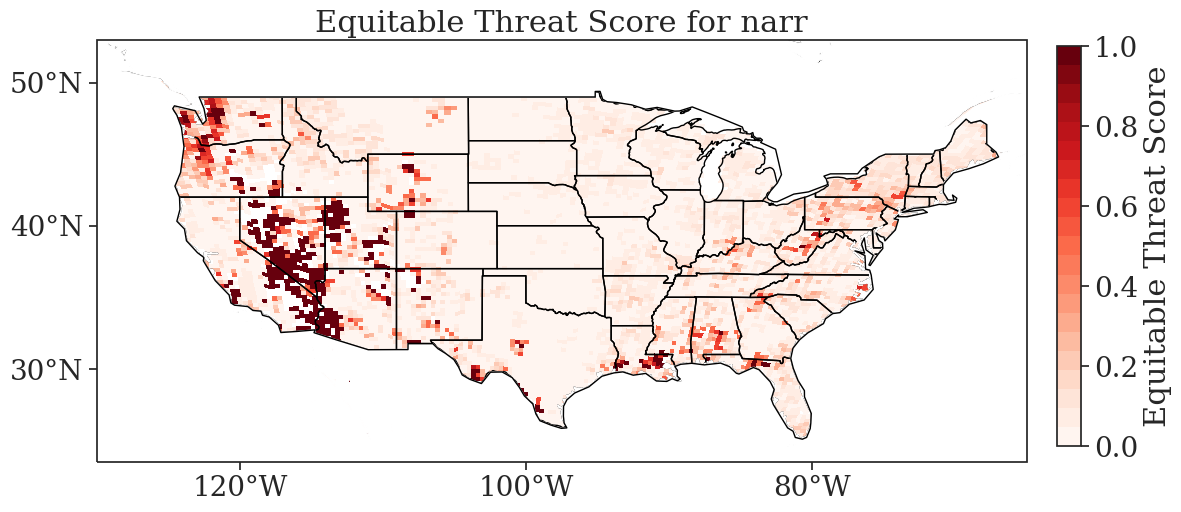 Equitable Threat Score for narr
50°N
40°N
30°N
120°W
100°W
80°W
1.0
0.8
0.6
0.4
0.2
0.0
Equitable Threat Score